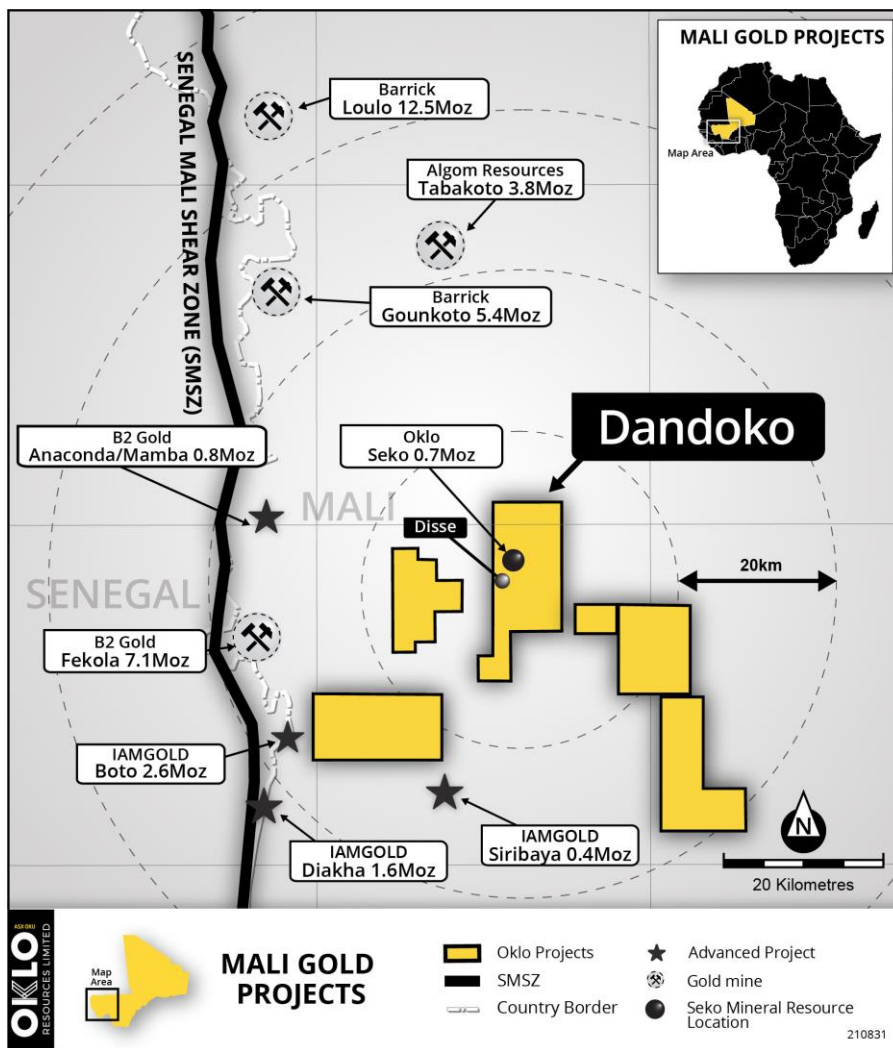 SENEGAL MALI SHEAR ZONE (SMSZ)
Barrick
Loulo 12.5Moz
MALI GOLD PROJECTS
Map Area
Algom Resources
Tabakoto 3.8Moz
Barrick
Gounkoto 5.4Moz
Dandoko
B2 Gold
Anaconda/Mamba 0.8Moz
Oklo
Seko 0.7Moz
MALI
Disse
20km
SENEGAL
B2 Gold
Fekola 7.1Moz
IAMGOLD
Boto 2.6Moz
IAMGOLD
Diakha 1.6Moz
IAMGOLD
Siribaya 0.4Moz
N
20 Kilometres
ASX OKU
OKLO
RESOURCES LIMITED
Map
Area
MALI GOLD
PROJECTS
Oklo Projects
SMSZ
Country Border
Advanced Project
Gold mine
Seko Mineral Resource
Location
210831